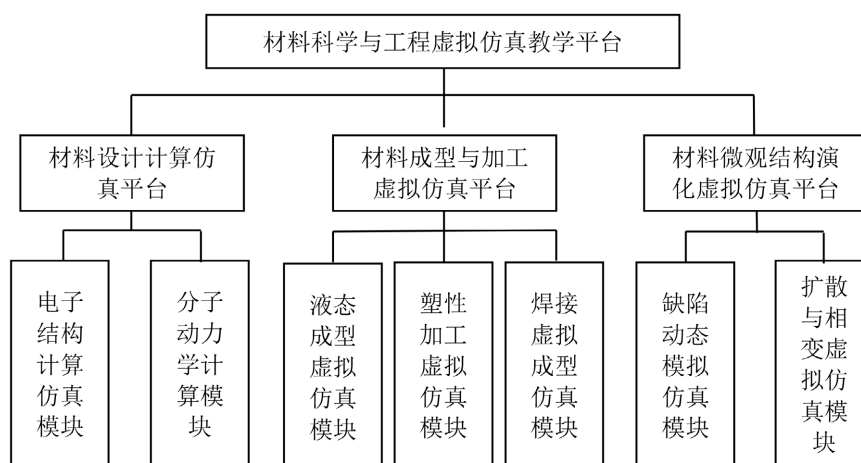 材料科学与工程虚拟仿真教学平台
材料设计计算仿
真平台
材料成型与加工
虚拟仿真平台
材料微观结构演
化虚拟仿真平台
电子
结构
计算
仿真
模块
分子
动力
学计
算模
块
液态
成型
虚拟
仿真
模块
塑性
加工
虚拟
仿真
模块
焊接
虚拟
成型
仿真
模块
缺陷
动态
模拟
仿真
模块
扩散
与相
变虚
拟仿
真模
块